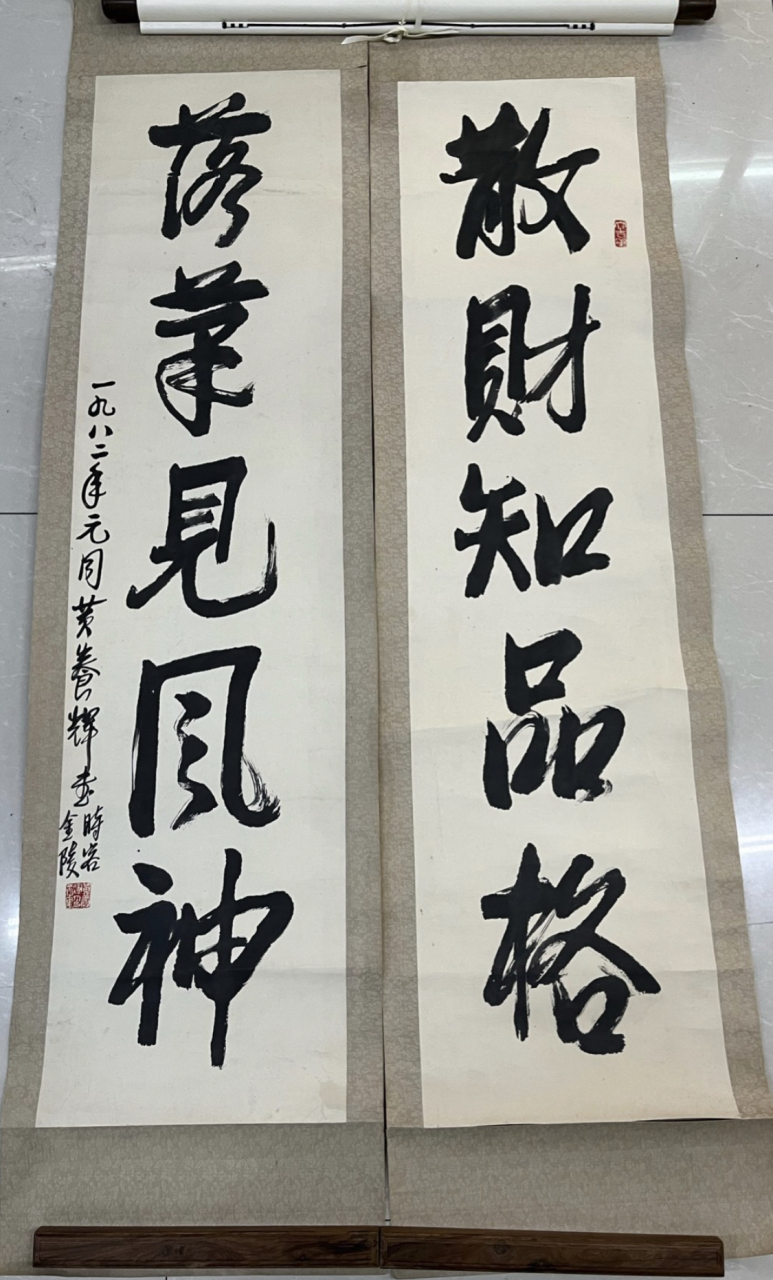 散財知品格
落筆見風神
一九八二年元月黄養輝書時客
金陵